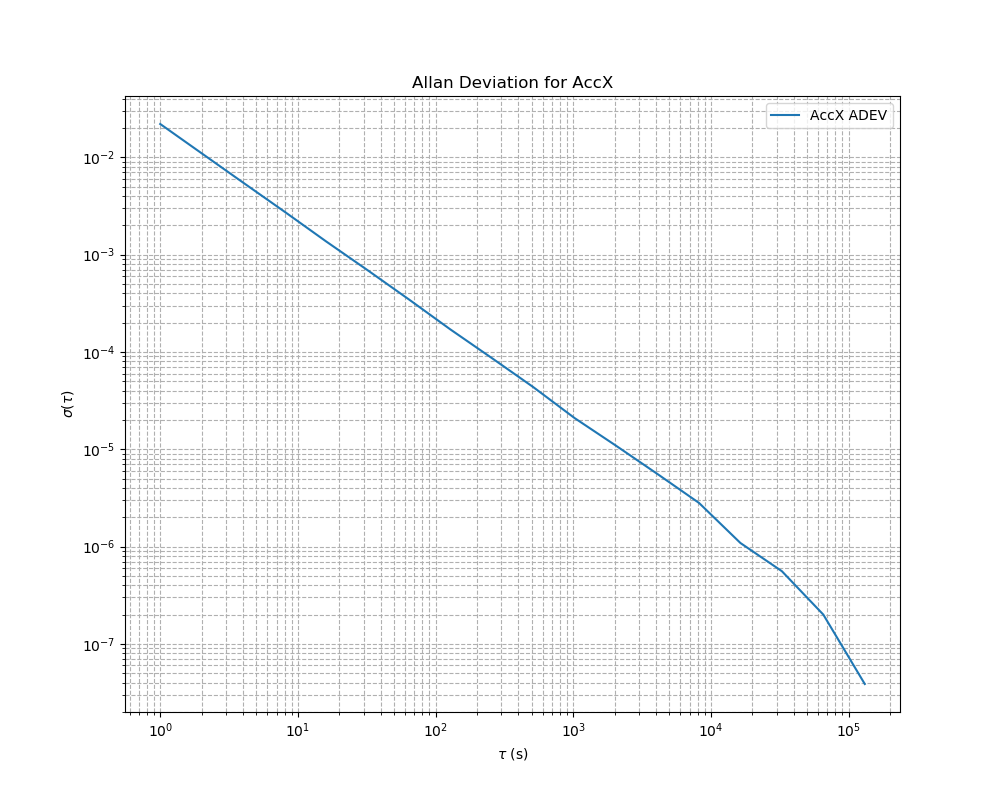 Allan Deviation for AccX
AccX ADEV
10⁻²
10⁻³
10⁻⁴
10⁻⁵
10⁻⁶
10⁻⁷
σ(τ)
10⁰ 10¹ 10² 10³ 10⁴ 10⁵
τ (s)